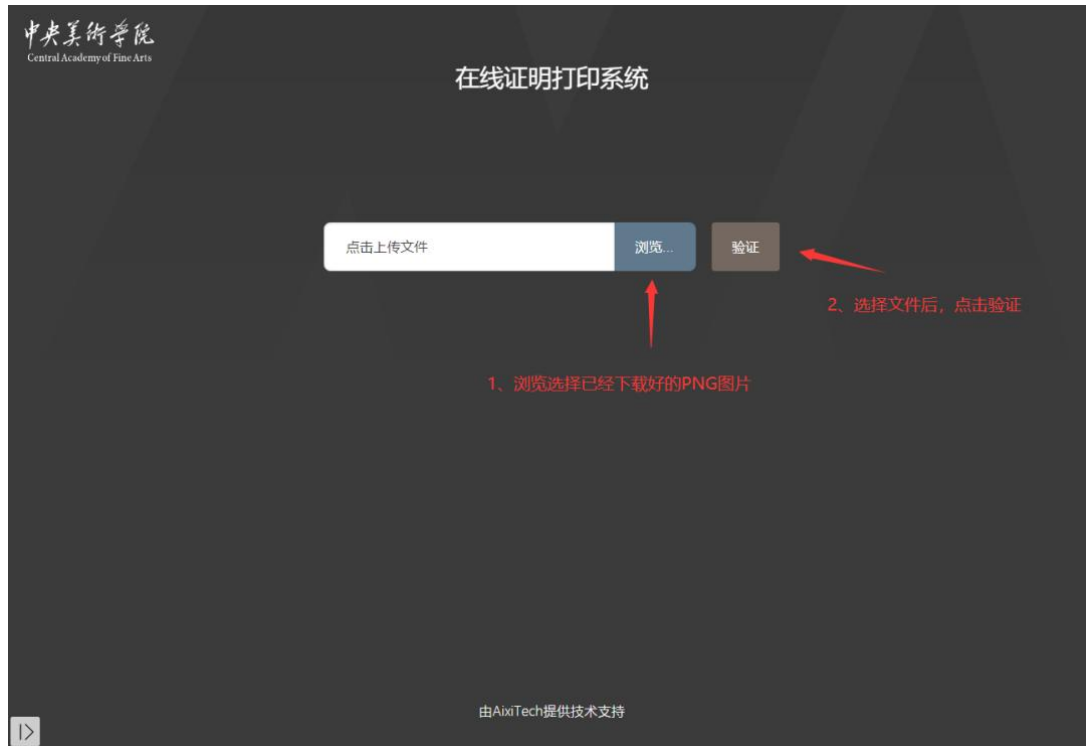 中央美術学院
Central Academy of Fine Arts
在线证明打印系统
点击上传文件
浏览...
验证
2、选择文件后，点击验证
1、浏览选择已经下载好的PNG图片
由AixiTech提供技术支持